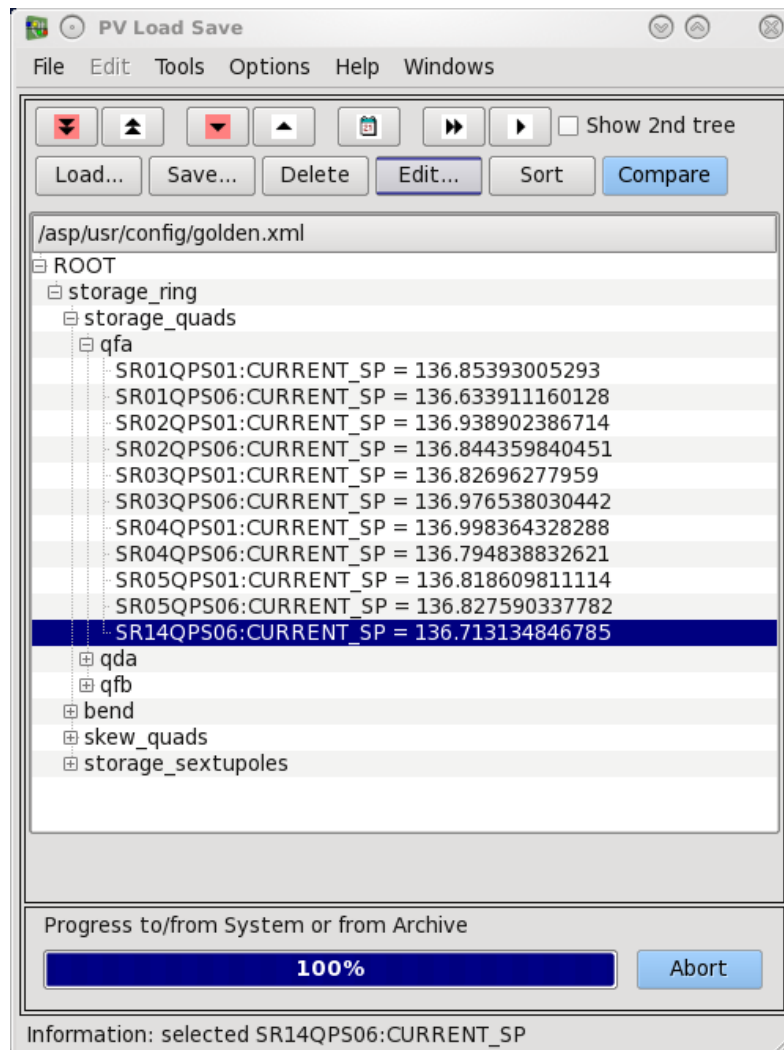 PV Load Save
File Edit Tools Options Help Windows
21 Show 2nd tree
Load... Save... Delete Edit... Sort Compare
/asp/usr/config/golden.xml
ROOT
storage_ring
storage_quads
qfa
SR01QPS01:CURRENT_SP = 136.85393005293
SR01QPS06:CURRENT_SP = 136.633911160128
SR02QPS01:CURRENT_SP = 136.938902386714
SR02QPS06:CURRENT_SP = 136.844359840451
SR03QPS01:CURRENT_SP = 136.82696277959
SR03QPS06:CURRENT_SP = 136.976538030442
SR04QPS01:CURRENT_SP = 136.998364328288
SR04QPS06:CURRENT_SP = 136.794838832621
SR05QPS01:CURRENT_SP = 136.818609811114
SR05QPS06:CURRENT_SP = 136.827590337782
SR14QPS06:CURRENT_SP = 136.713134846785
qda
qfb
bend
skew_quads
storage_sextupoles
Progress to/from System or from Archive
100% Abort
Information: selected SR14QPS06:CURRENT_SP